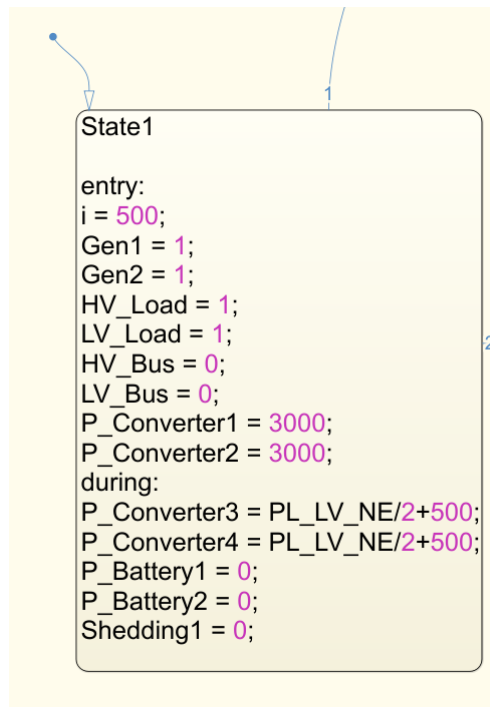 1
State1
entry:
i = 500;
Gen1 = 1;
Gen2 = 1;
HV_Load = 1;
LV_Load = 1;
HV_Bus = 0;
LV_Bus = 0;
P_Converter1 = 3000;
P_Converter2 = 3000;
during:
P_Converter3 = PL_LV_NE/2+500;
P_Converter4 = PL_LV_NE/2+500;
P_Battery1 = 0;
P_Battery2 = 0;
Shedding1 = 0;
2